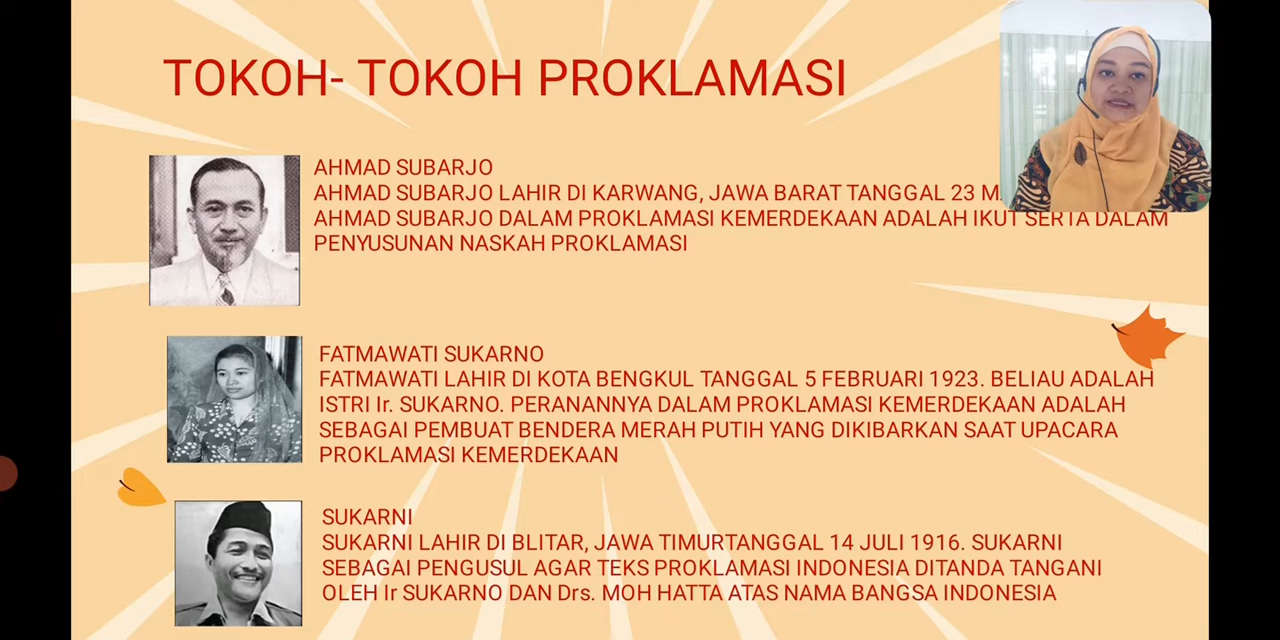 TOKOH- TOKOH PROKLAMASI
AHMAD SUBARJO
AHMAD SUBARJO LAHIR DI KARWANG, JAWA BARAT TANGGAL 23
AHMAD SUBARJO DALAM PROKLAMASI KEMERDEKAAN ADALAH IKUT SERTA DALAM
PENYUSUNAN NASKAH PROKLAMASI
FATMAWATI SUKARNO
FATMAWATI LAHIR DI KOTA BENGKUL TANGGAL 5 FEBRUARI 1923. BELIAU ADALAH
ISTRI Ir. SUKARNO. PERANANNYA DALAM PROKLAMASI KEMERDEKAAN ADALAH
SEBAGAI PEMBUAT BENDERA MERAH PUTIH YANG DIKIBARKAN SAAT UPACARA
PROKLAMASI KEMERDEKAAN
SUKARNI
SUKARNI LAHIR DI BLITAR, JAWA TIMURTANGGAL 14 JULI 1916. SUKARNI
SEBAGAI PENGUSUL AGAR TEKS PROKLAMASI INDONESIA DITANDA TANGANI
OLEH Ir SUKARNO DAN Drs. MOH HATTA ATAS NAMA BANGSA INDONESIA